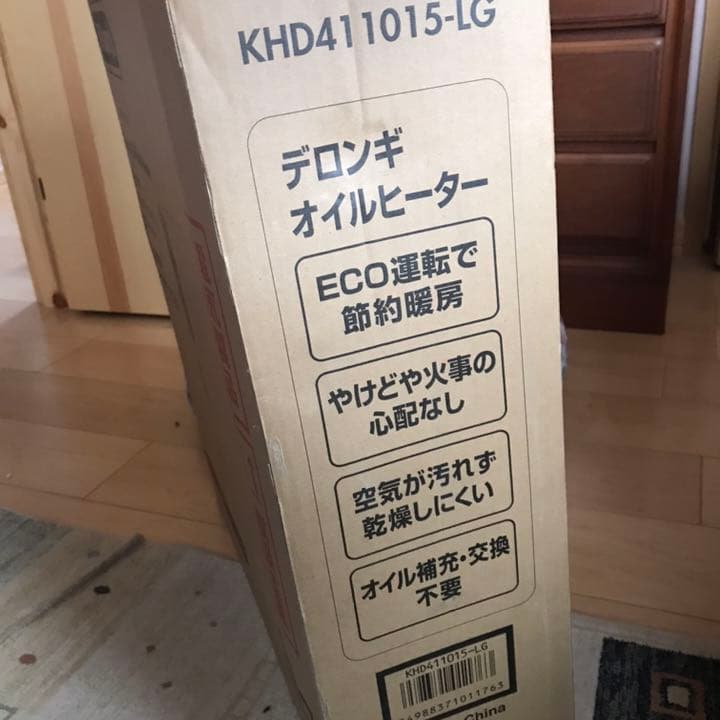 KHD411015-LG
デロンギ
オイルヒーター
ECO運転で
節約暖房
やけどや火事の
心配なし
空気が汚れず
乾燥しにくい
オイル補充・交換
不要
KHD411015-LG
4988371011763
China